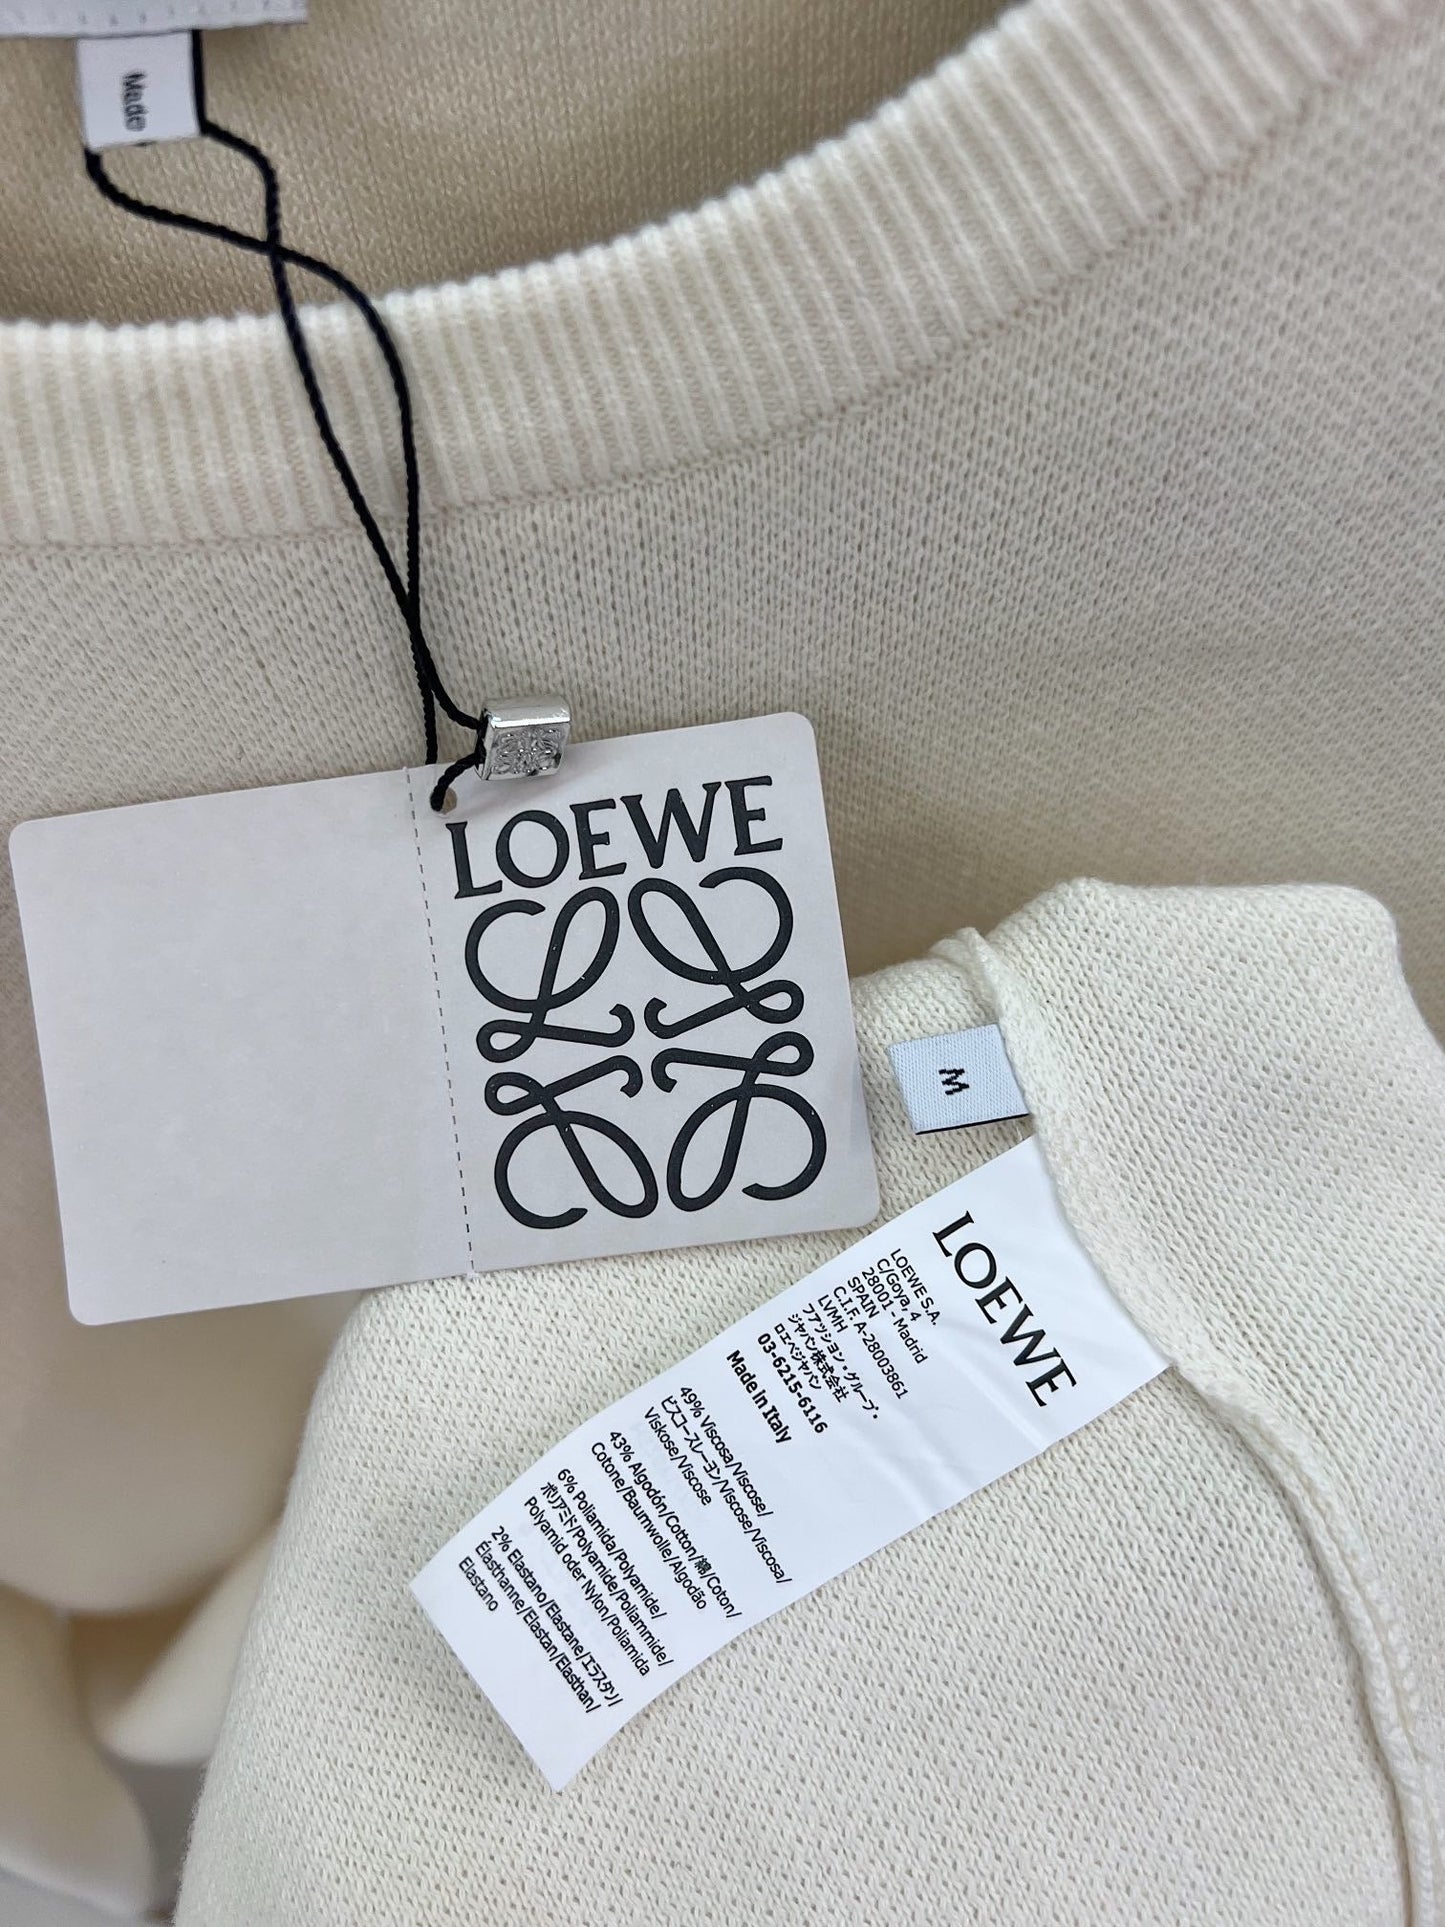 Made
LOEWE
M
LOEWE
LOEWE S.A.
C/Goya, 4
28001 - Madrid
SPAIN
C.I.F. A-28003861
LVMH
ファッション・グループ・
ジャパン株式会社
ロエベジャパン
03-6215-6116
Made in Italy
49% Viscosa/Viscose/
ビスコースレーヨン/Viscose/Viscosa/
Viskose/Viscose
43% Algodón/Cotton/綿/Coton/
Cotone/Baumwolle/Algodão
6% Poliamida/Polyamide/
ポリアミド/Polyamide/Poliammide/
Polyamid oder Nylon/Poliamida
2% Elastano/Elastane/エラスタン/
Élasthanne/Elastan/Elasthan/
Elastano